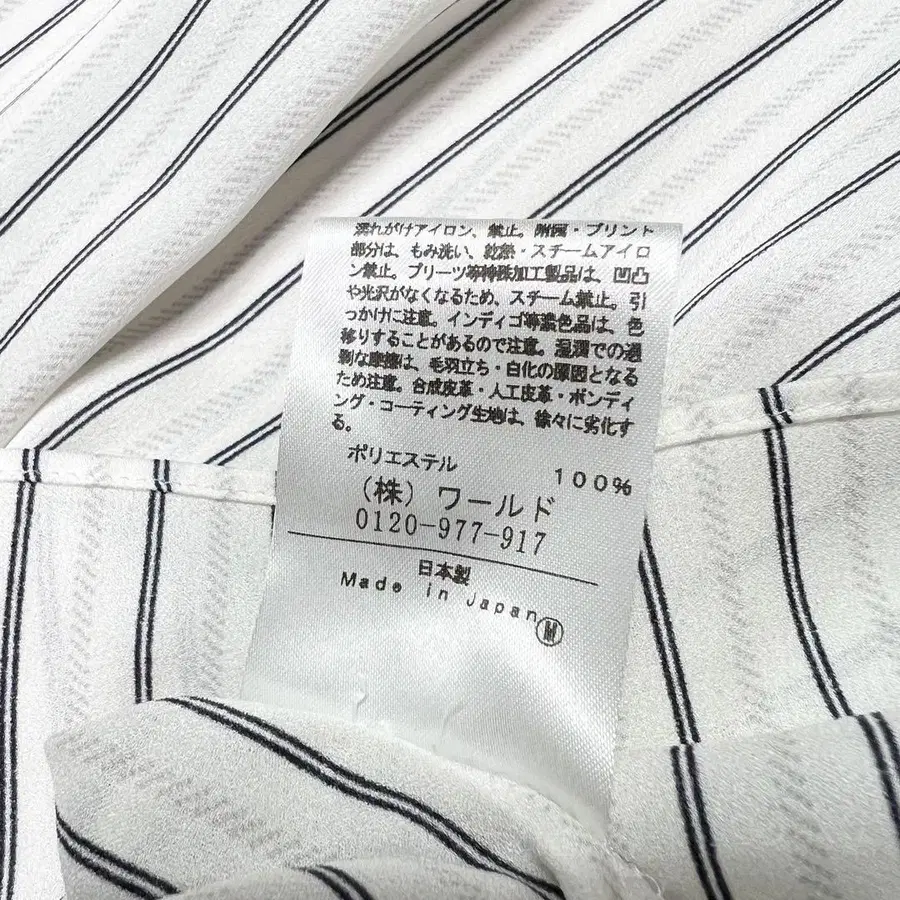 濡れがけアイロン、禁止。附属・プリント
部分は、もみ洗い、乾燥・スチームアイロ
ン禁止。プリーツ等特殊加工製品は、凹凸
や光沢がなくなるため、スチーム禁止。引
っかけに注意。インディゴ等濃色品は、色
移りすることがあるので注意。湿潤での過
剰な摩擦は、毛羽立ち・白化の原因となる
ため注意。合成皮革・人工皮革・ボンディ
ング・コーティング生地は、徐々に劣化す
る。
ポリエステル 100%
(株) ワールド
0120-977-917
日本製
Made in Japan Ⓜ